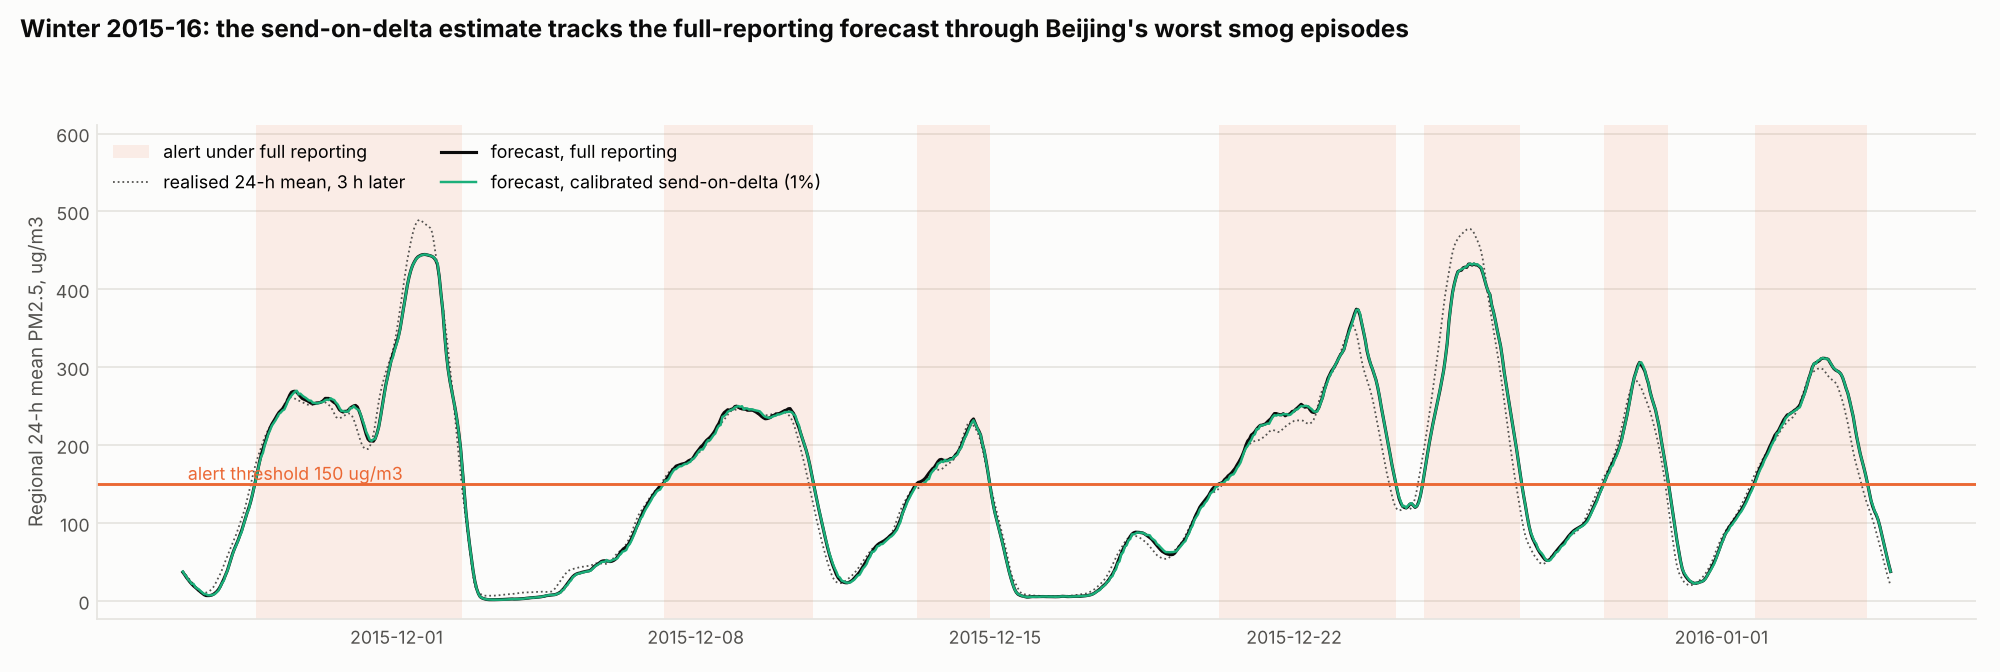 Winter 2015-16: the send-on-delta estimate tracks the full-reporting forecast through Beijing's worst smog episodes
Regional 24-h mean PM2.5, ug/m3
600
500
400
300
200
100
0
alert under full reporting
realised 24-h mean, 3 h later
forecast, full reporting
forecast, calibrated send-on-delta (1%)
alert threshold 150 ug/m3
2015-12-01
2015-12-08
2015-12-15
2015-12-22
2016-01-01